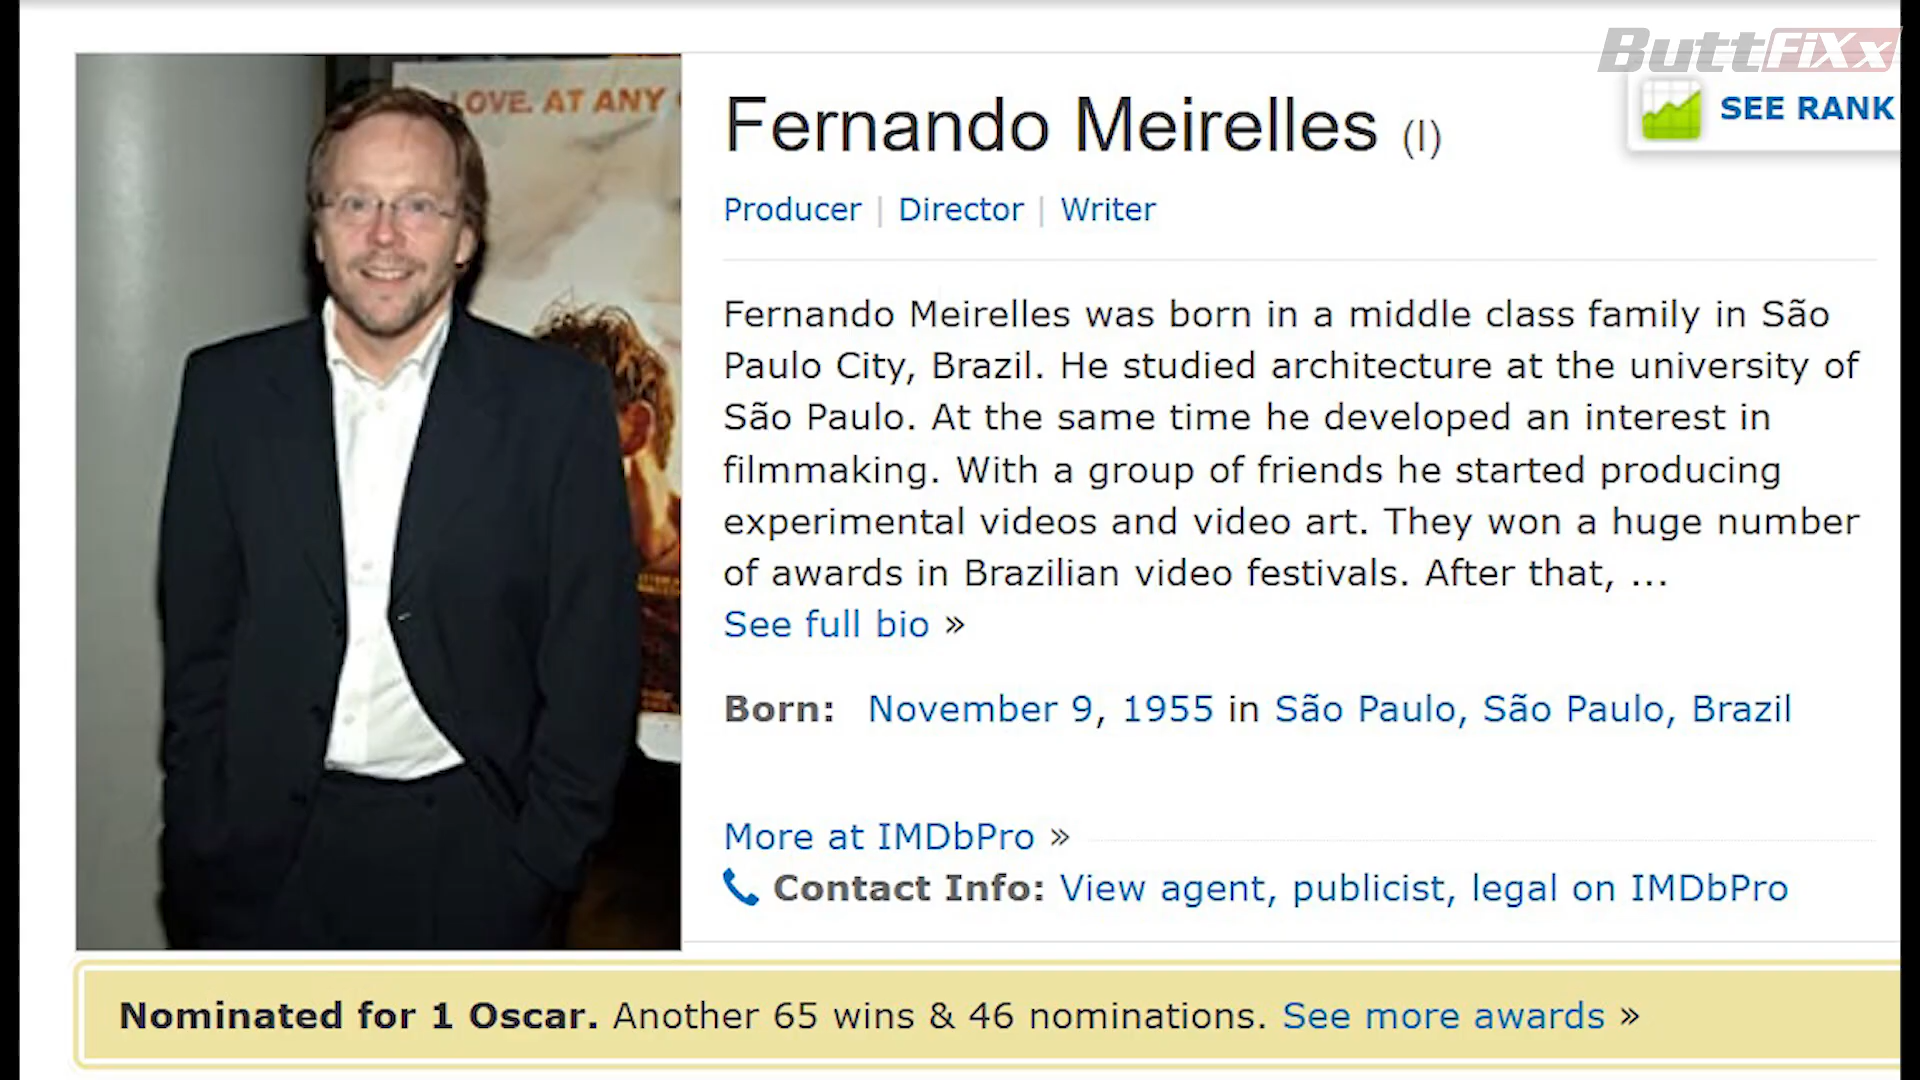 ButtFiXx
SEE RANK
LOVE. AT ANY
Fernando Meirelles (I)
Producer | Director | Writer
Fernando Meirelles was born in a middle class family in São
Paulo City, Brazil. He studied architecture at the university of
São Paulo. At the same time he developed an interest in
filmmaking. With a group of friends he started producing
experimental videos and video art. They won a huge number
of awards in Brazilian video festivals. After that, ...
See full bio »
Born: November 9, 1955 in São Paulo, São Paulo, Brazil
More at IMDbPro »
Contact Info: View agent, publicist, legal on IMDbPro
Nominated for 1 Oscar. Another 65 wins & 46 nominations. See more awards »